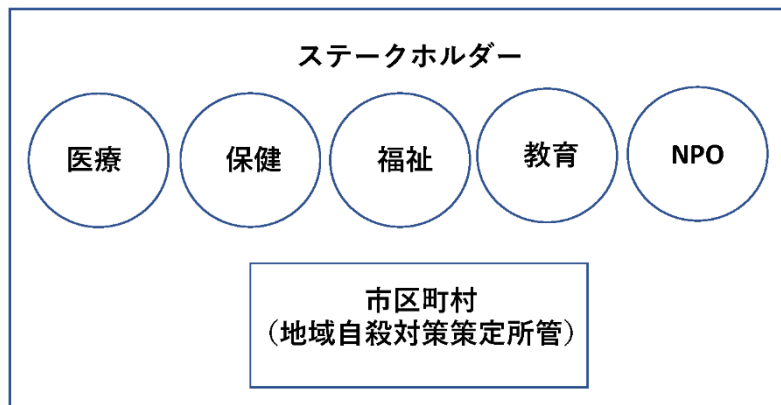 ステークホルダー
医療
保健
福祉
教育
NPO
市区町村
（地域自殺対策策定所管）